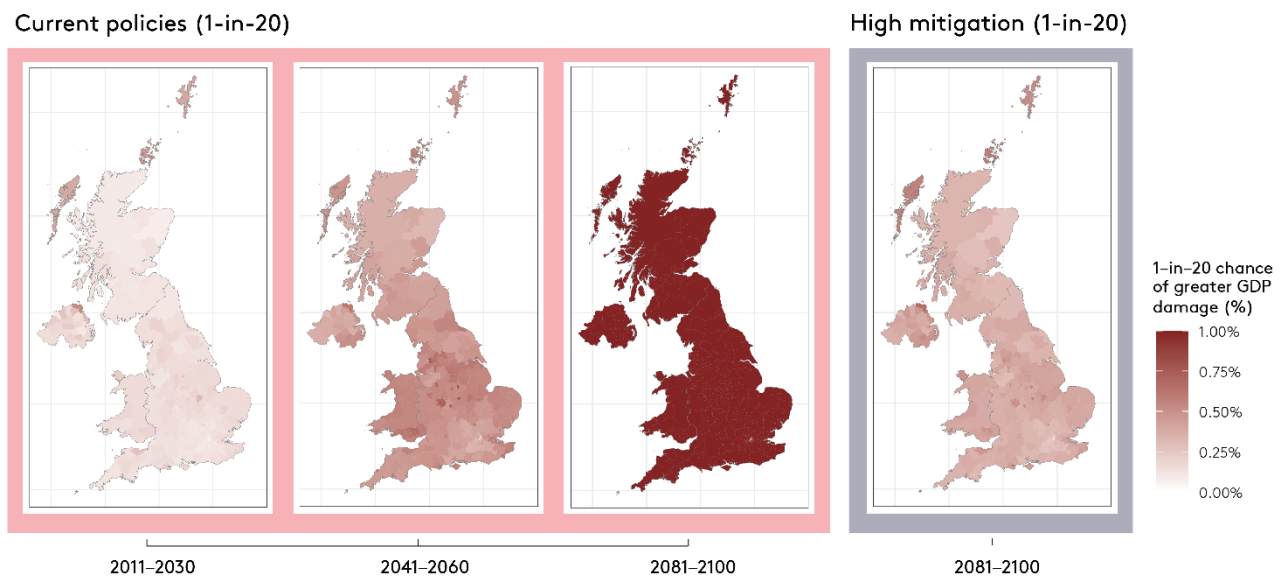 Current policies (1-in-20)
High mitigation (1-in-20)
1–in–20 chance
of greater GDP
damage (%)
1.00%
0.75%
0.50%
0.25%
0.00%
2011–2030
2041–2060
2081–2100
2081–2100